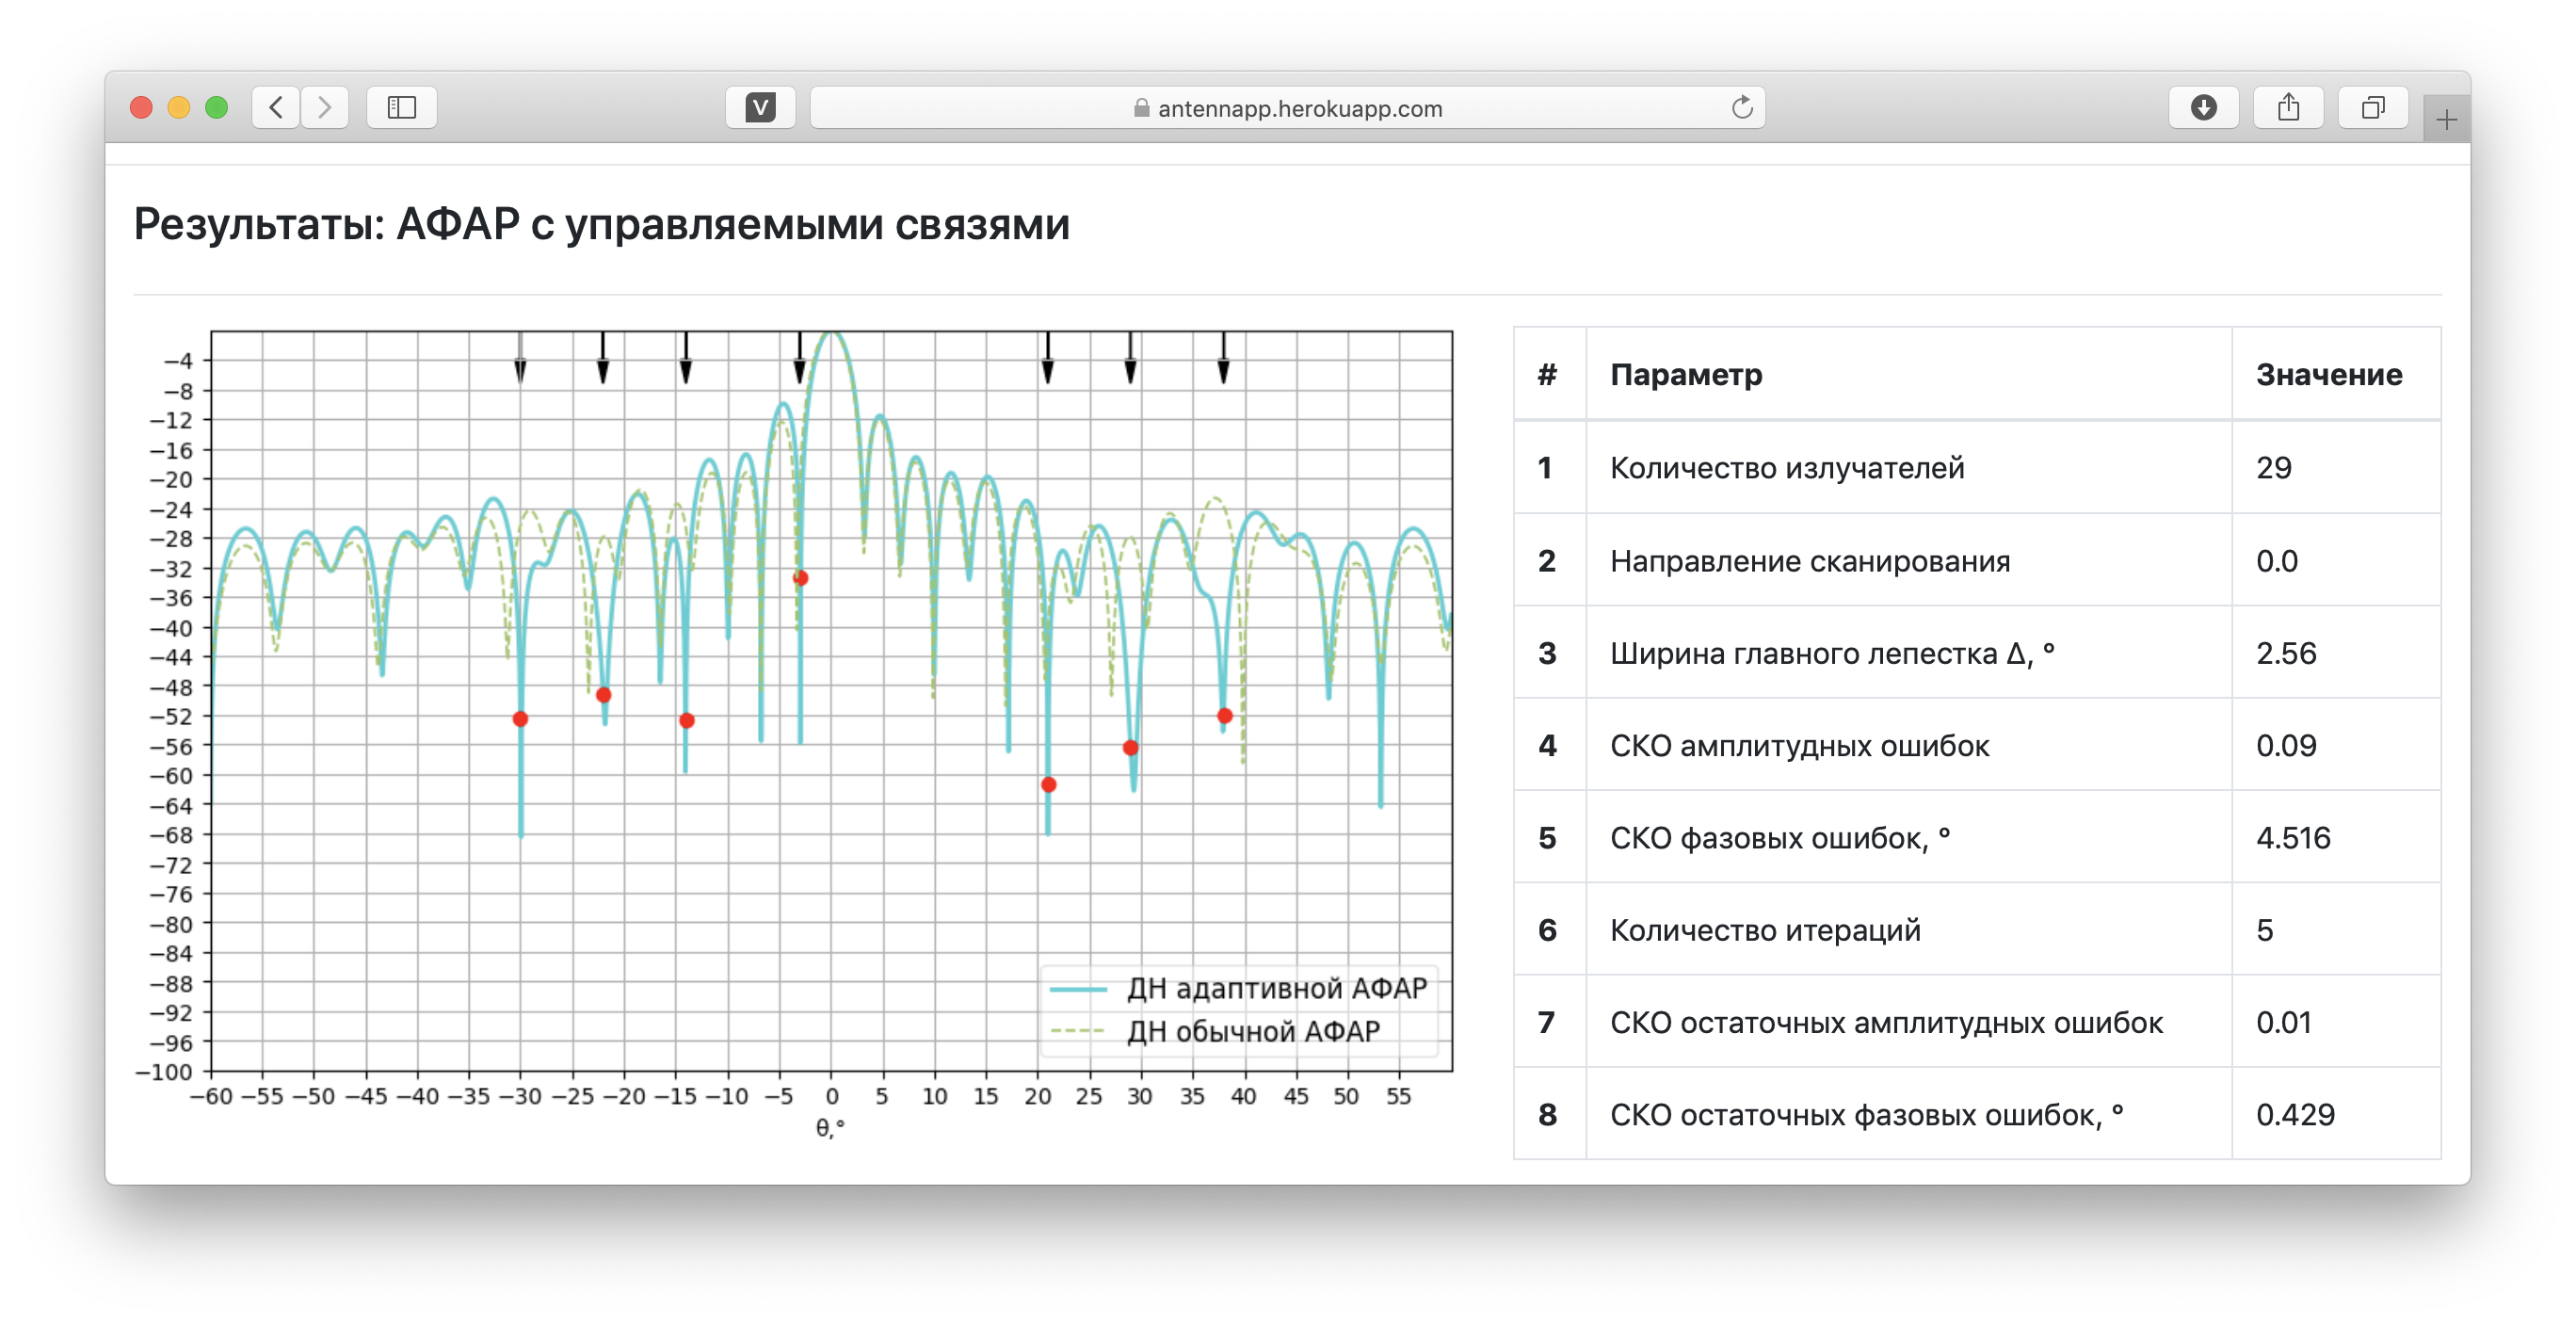 V
antennapp.herokuapp.com
Результаты: АФАР с управляемыми связями
−4
−8
−12
−16
−20
−24
−28
−32
−36
−40
−44
−48
−52
−56
−60
−64
−68
−72
−76
−80
−84
−88
−92
−96
−100
−60 −55 −50 −45 −40 −35 −30 −25 −20 −15 −10 −5 0 5 10 15 20 25 30 35 40 45 50 55
θ,°
ДН адаптивной АФАР
ДН обычной АФАР
# Параметр Значение
1 Количество излучателей 29
2 Направление сканирования 0.0
3 Ширина главного лепестка Δ, ° 2.56
4 СКО амплитудных ошибок 0.09
5 СКО фазовых ошибок, ° 4.516
6 Количество итераций 5
7 СКО остаточных амплитудных ошибок 0.01
8 СКО остаточных фазовых ошибок, ° 0.429